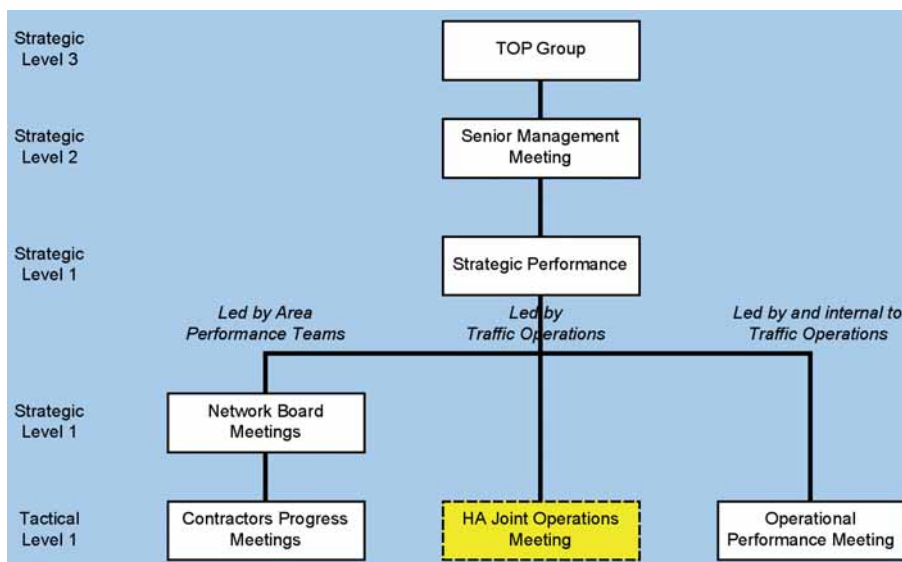 Strategic
Level 3
TOP Group
Strategic
Level 2
Senior Management
Meeting
Strategic
Level 1
Strategic Performance
Led by Area
Performance Teams
Led by
Traffic Operations
Led by and internal to
Traffic Operations
Strategic
Level 1
Network Board
Meetings
Tactical
Level 1
Contractors Progress
Meetings
HA Joint Operations
Meeting
Operational
Performance Meeting